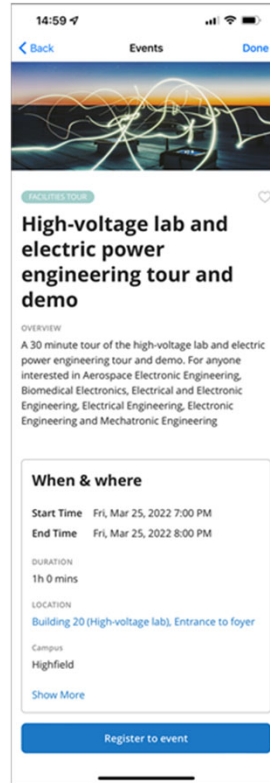 14:59
Back
Events
Done
FACILITIES TOUR
High-voltage lab and
electric power
engineering tour and
demo
OVERVIEW
A 30 minute tour of the high-voltage lab and electric
power engineering tour and demo. For anyone
interested in Aerospace Electronic Engineering,
Biomedical Electronics, Electrical and Electronic
Engineering, Electrical Engineering, Electronic
Engineering and Mechatronic Engineering
When & where
Start Time Fri, Mar 25, 2022 7:00 PM
End Time Fri, Mar 25, 2022 8:00 PM
DURATION
1h 0 mins
LOCATION
Building 20 (High-voltage lab), Entrance to foyer
Campus
Highfield
Show More
Register to event